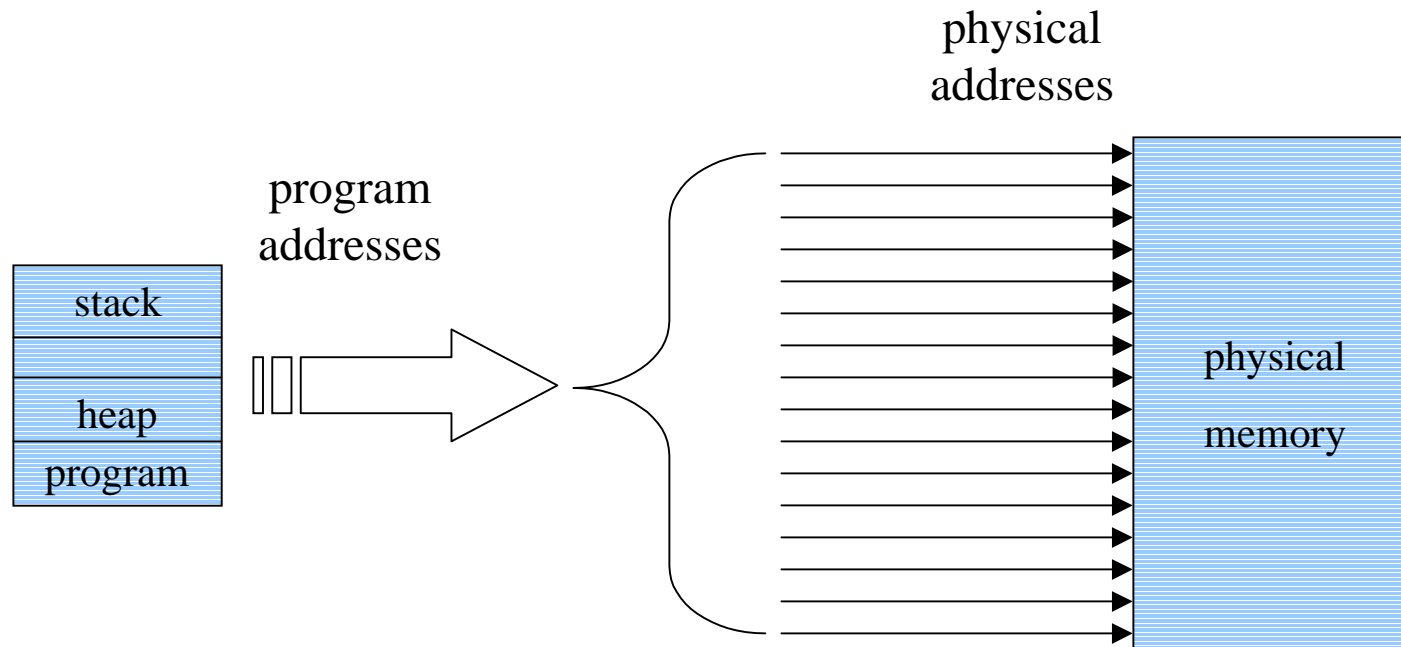 physical
addresses
program
addresses
stack
heap
program
physical
memory